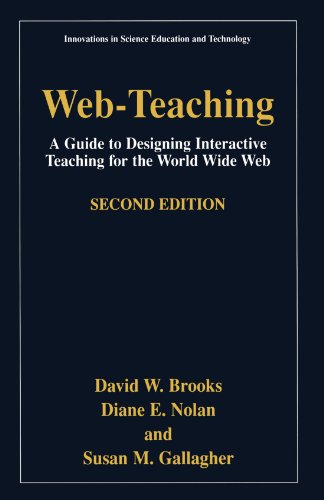 Innovations in Science Education and Technology
Web-Teaching
A Guide to Designing Interactive
Teaching for the World Wide Web
SECOND EDITION
David W. Brooks
Diane E. Nolan
and
Susan M. Gallagher